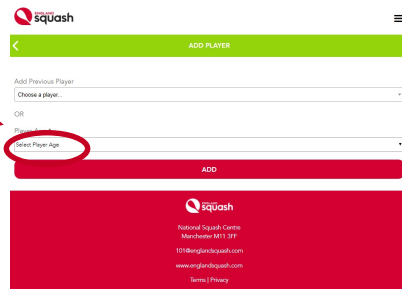 ENGLAND
squash
ADD PLAYER
Add Previous Player
Choose a player...
OR
Select Player Age
ADD
ENGLAND
squash
National Squash Centre
Manchester M11 3FF
101@englandsquash.com
www.englandsquash.com
Terms | Privacy